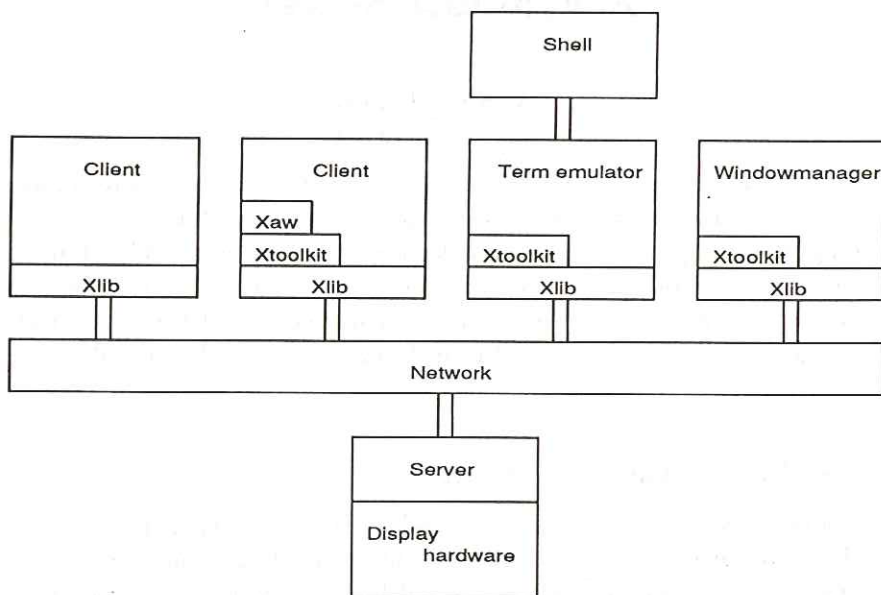 Shell
Client
Client
Term emulator
Windowmanager
Xaw
Xtoolkit
Xtoolkit
Xtoolkit
Xlib
Xlib
Xlib
Xlib
Network
Server
Display
hardware